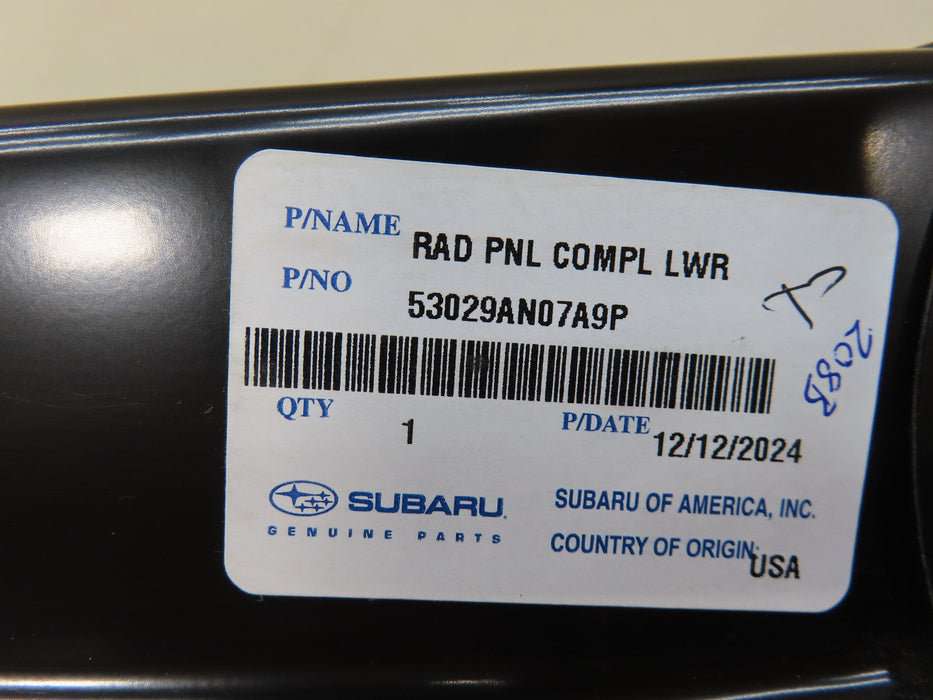 P/NAME RAD PNL COMPL LWR
P/NO 53029AN07A9P
QTY 1 P/DATE 12/12/2024
SUBARU
GENUINE PARTS
SUBARU OF AMERICA, INC.
COUNTRY OF ORIGIN: USA
208B